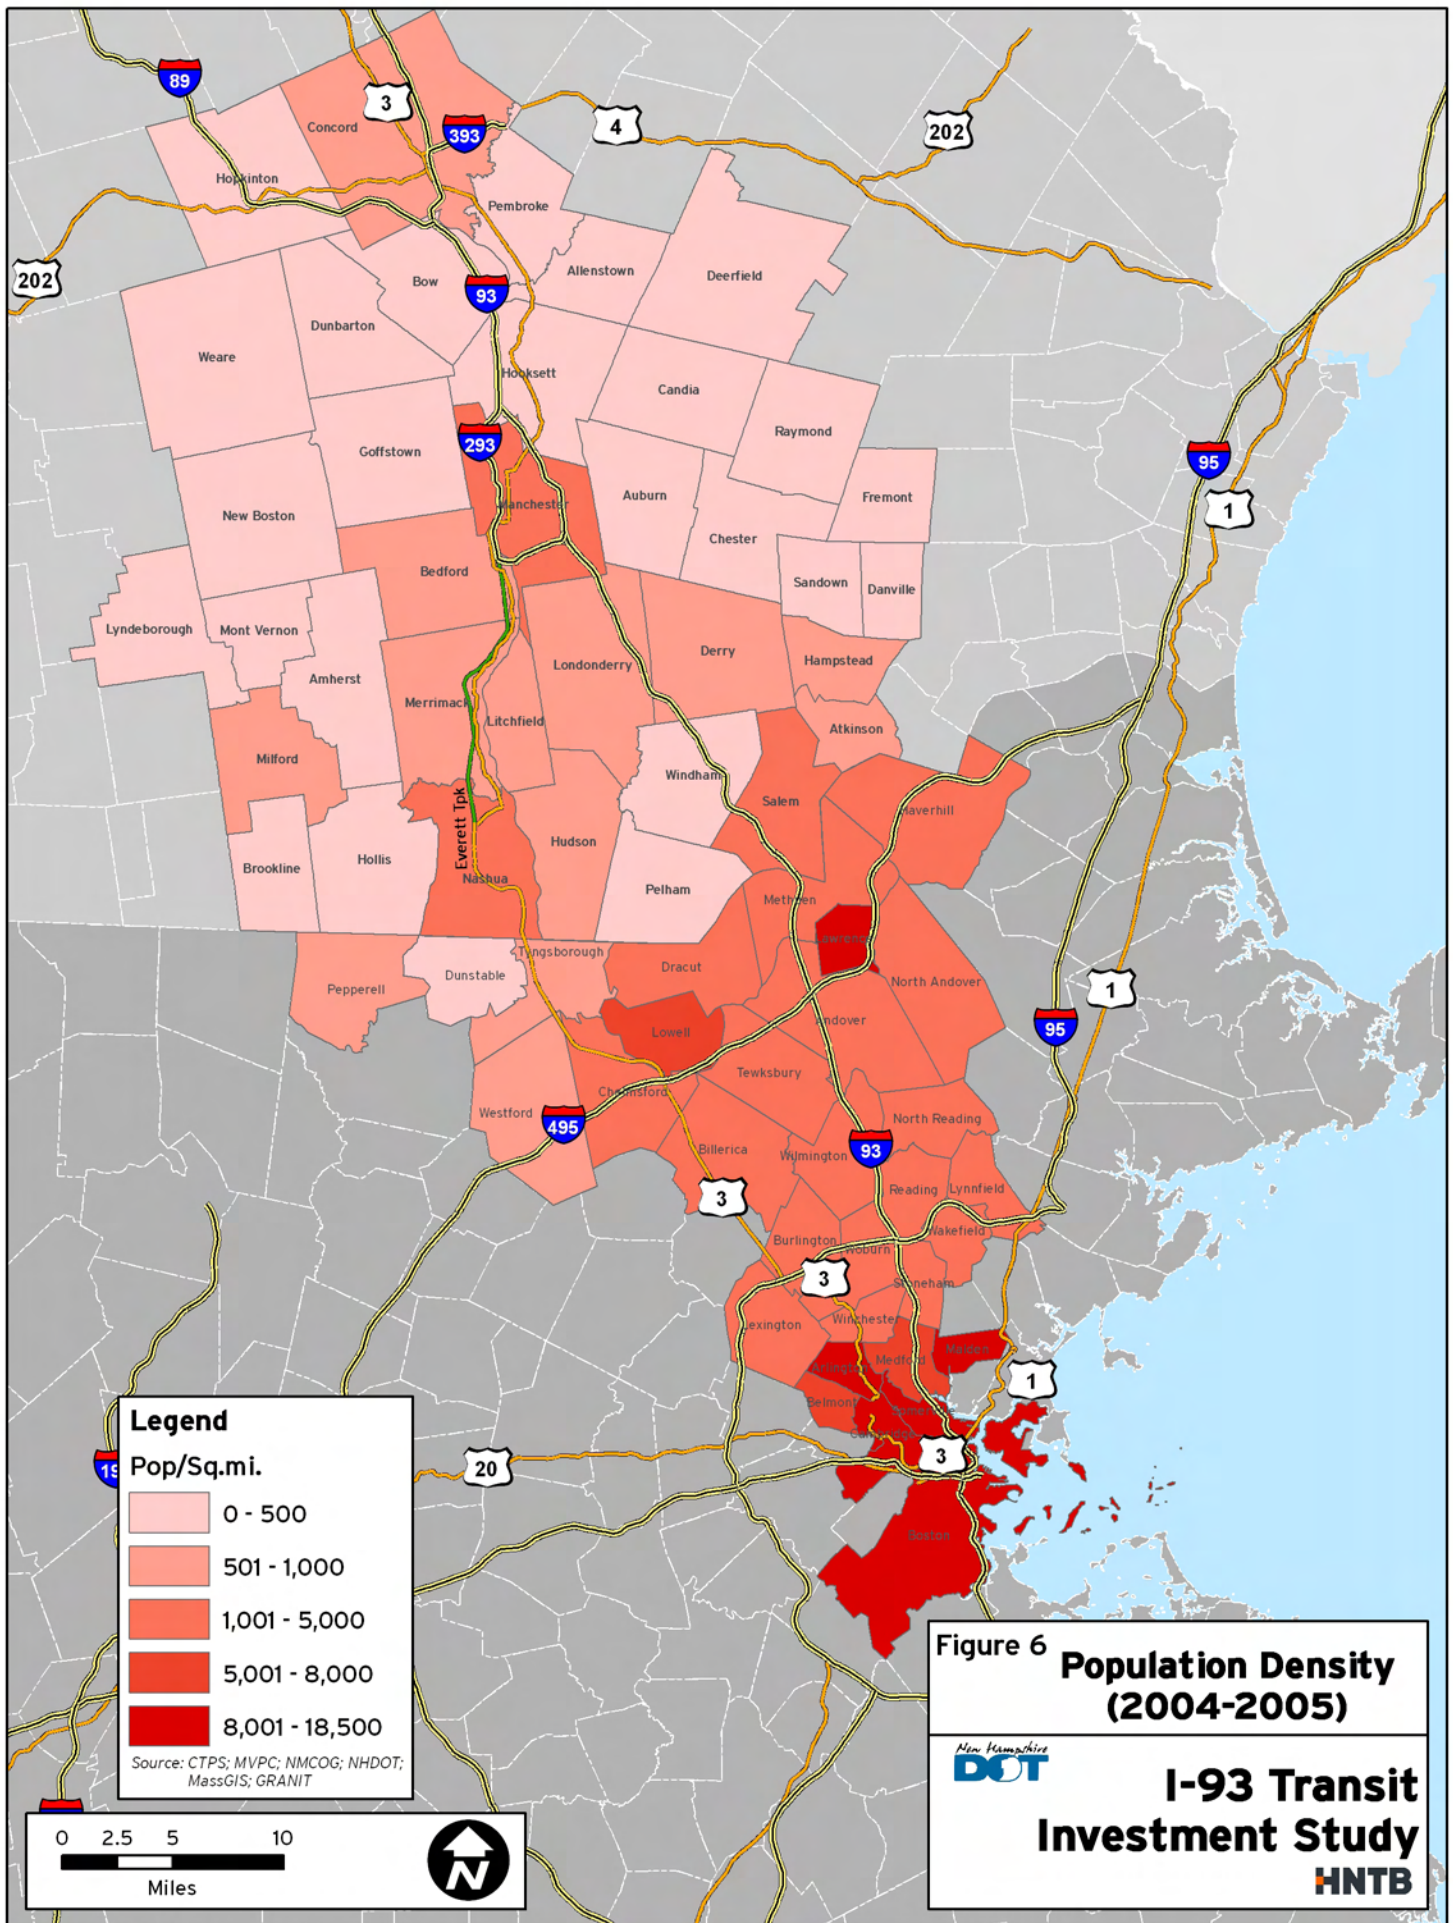 89
3
Concord
393
4
202
Hopkinton
Pembroke
202
Allenstown
Deerfield
Bow
93
Dunbarton
Weare
Hooksett
Candia
Raymond
293
Goffstown
95
Auburn
Fremont
Manchester
1
New Boston
Chester
Bedford
Sandown
Danville
Lyndeborough
Mont Vernon
Londonderry
Derry
Hampstead
Amherst
Merrimack
Litchfield
Atkinson
Milford
Windham
Salem
Haverhill
Everett Tpk
Hudson
Hollis
Brookline
Nashua
Pelham
Methuen
Lawrence
Tyngsborough
Dracut
Dunstable
North Andover
Pepperell
1
Lowell
Andover
95
Tewksbury
Chelmsford
Westford
495
North Reading
Billerica
Wilmington
93
Reading
Lynnfield
3
Wakefield
Burlington
Woburn
3
Stoneham
Winchester
Lexington
Malden
Medford
Arlington
1
Belmont
Somerville
Cambridge
3
20
19
Boston
Legend
Pop/Sq.mi.
0 - 500
501 - 1,000
1,001 - 5,000
5,001 - 8,000
8,001 - 18,500
Source: CTPS; MVPC; NMCOG; NHDOT;
MassGIS; GRANIT
0 2.5 5 10
Miles
N
Figure 6
Population Density
(2004-2005)
New Hampshire
DOT
I-93 Transit
Investment Study
HNTB